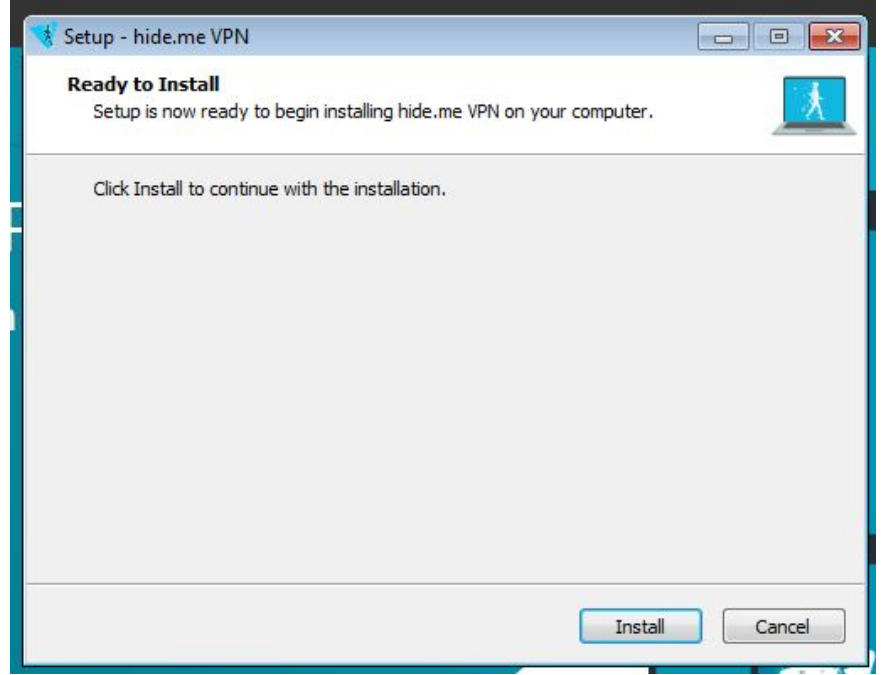 Setup - hide.me VPN
Ready to Install
Setup is now ready to begin installing hide.me VPN on your computer.
Click Install to continue with the installation.
Install
Cancel